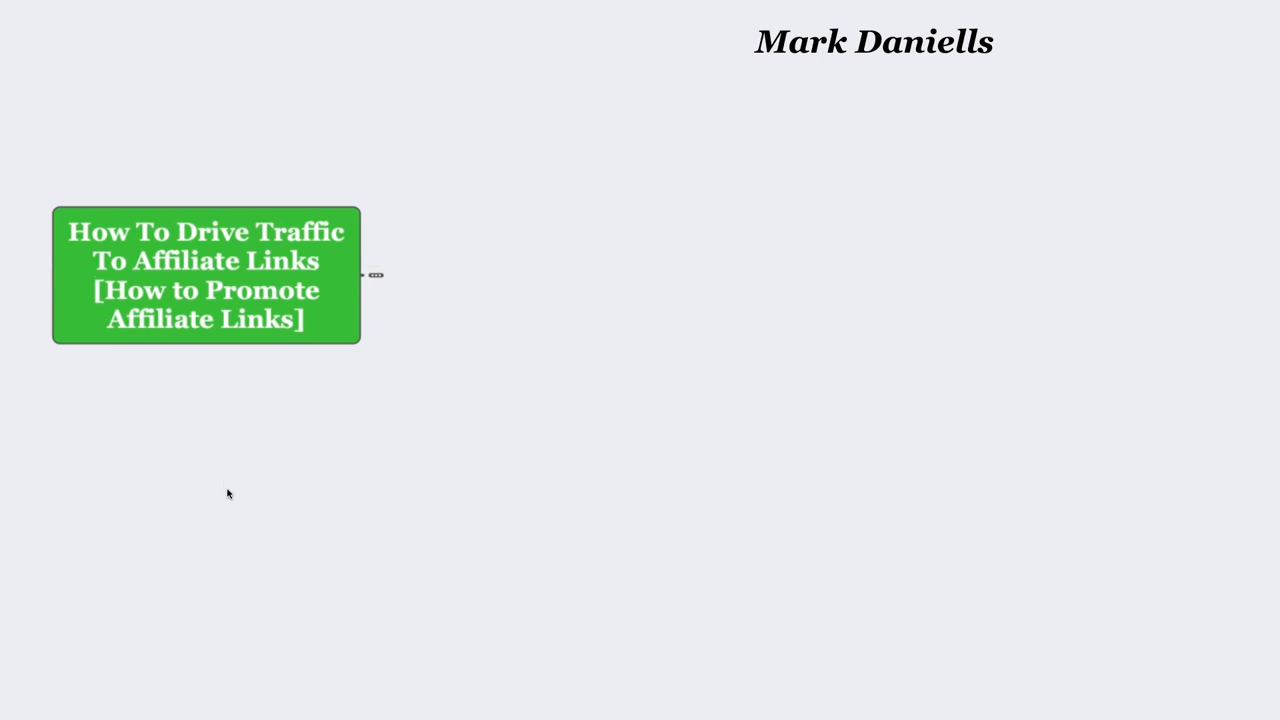 Mark Daniells
How To Drive Traffic
To Affiliate Links
[How to Promote
Affiliate Links]